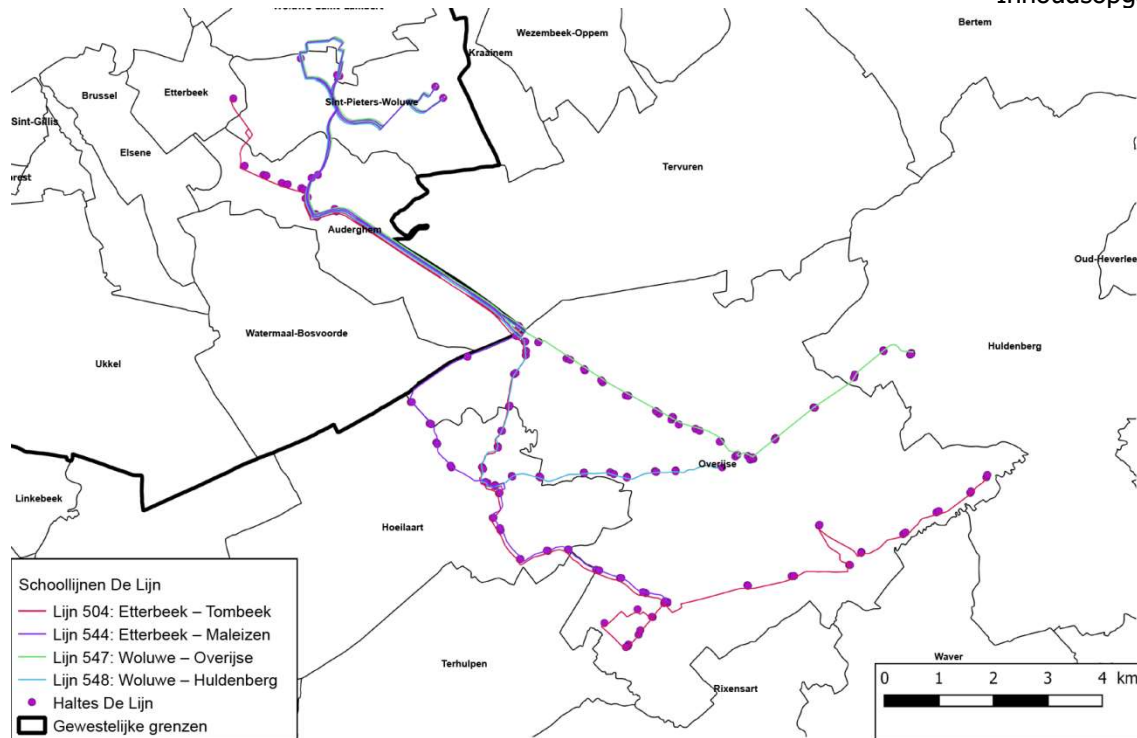 Inhoudsopg
Bertem
Wezembeek-Oppem
Kraainem
Brussel
Etterbeek
Sint-Pieters-Woluwe
Sint-Gillis
Elsene
Tervuren
orest
Auderghem
Oud-Heverlee
Watermaal-Bosvoorde
Huldenberg
Ukkel
Overijse
Linkebeek
Hoeilaart
Schoollijnen De Lijn
Lijn 504: Etterbeek – Tombeek
Lijn 544: Etterbeek – Maleizen
Lijn 547: Woluwe – Overijse
Lijn 548: Woluwe – Huldenberg
Haltes De Lijn
Gewestelijke grenzen
Terhulpen
Waver
Rixensart
0 1 2 3 4 km